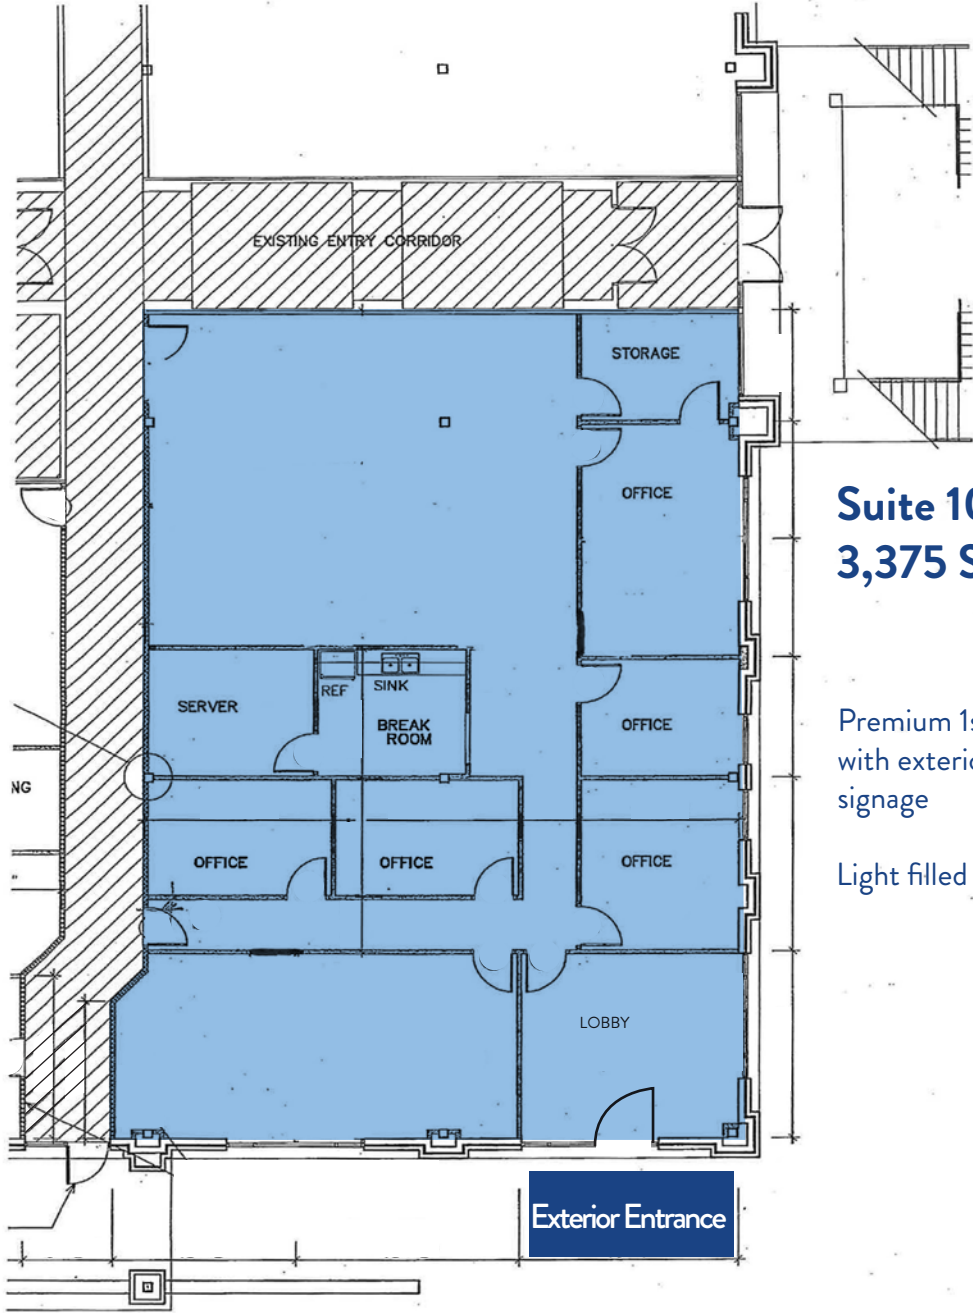 EXISTING ENTRY CORRIDOR
STORAGE
OFFICE
Suite 10
3,375 S
SERVER
REF
SINK
BREAK
ROOM
OFFICE
Premium 1s
with exterio
signage
NG
OFFICE
OFFICE
OFFICE
Light filled
LOBBY
Exterior Entrance